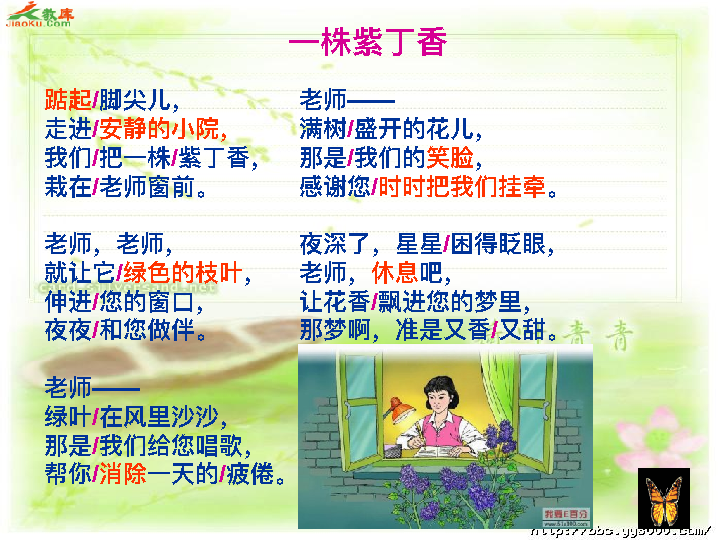 教库
JiaoKu.com
一株紫丁香
踮起/脚尖儿，
走进/安静的小院，
我们/把一株/紫丁香，
栽在/老师窗前。
老师，老师，
就让它/绿色的枝叶，
伸进/您的窗口，
夜夜/和您做伴。
老师——
绿叶/在风里沙沙，
那是/我们给您唱歌，
帮你/消除一天的/疲倦。
老师——
满树/盛开的花儿，
那是/我们的笑脸，
感谢您/时时把我们挂牵。
夜深了，星星/困得眨眼，
老师，休息吧，
让花香/飘进您的梦里，
那梦啊，准是又香/又甜。
青青